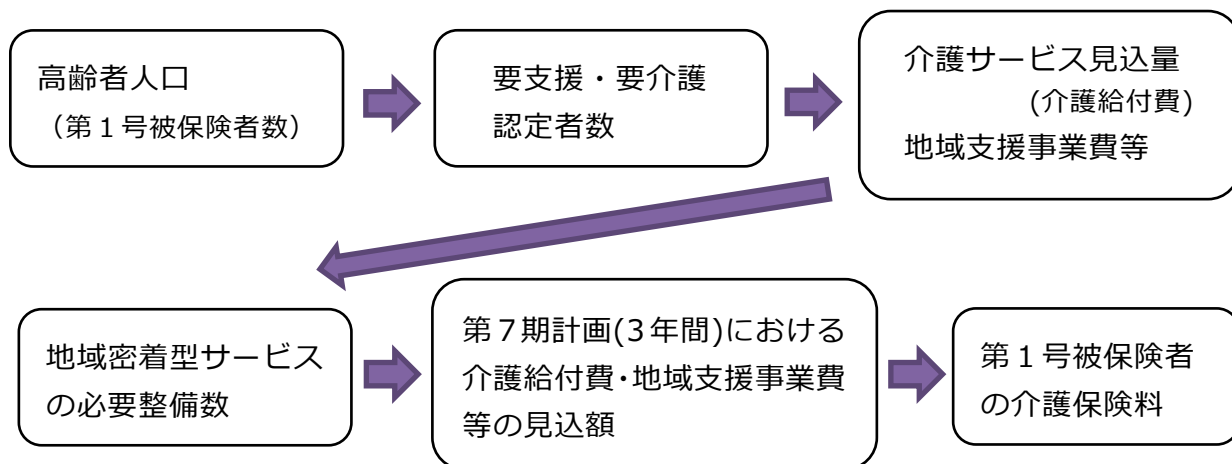 高齢者人口
（第１号被保険者数）
要支援・要介護
認定者数
介護サービス見込量
(介護給付費)
地域支援事業費等
地域密着型サービス
の必要整備数
第７期計画(３年間)における
介護給付費・地域支援事業費
等の見込額
第１号被保険者
の介護保険料